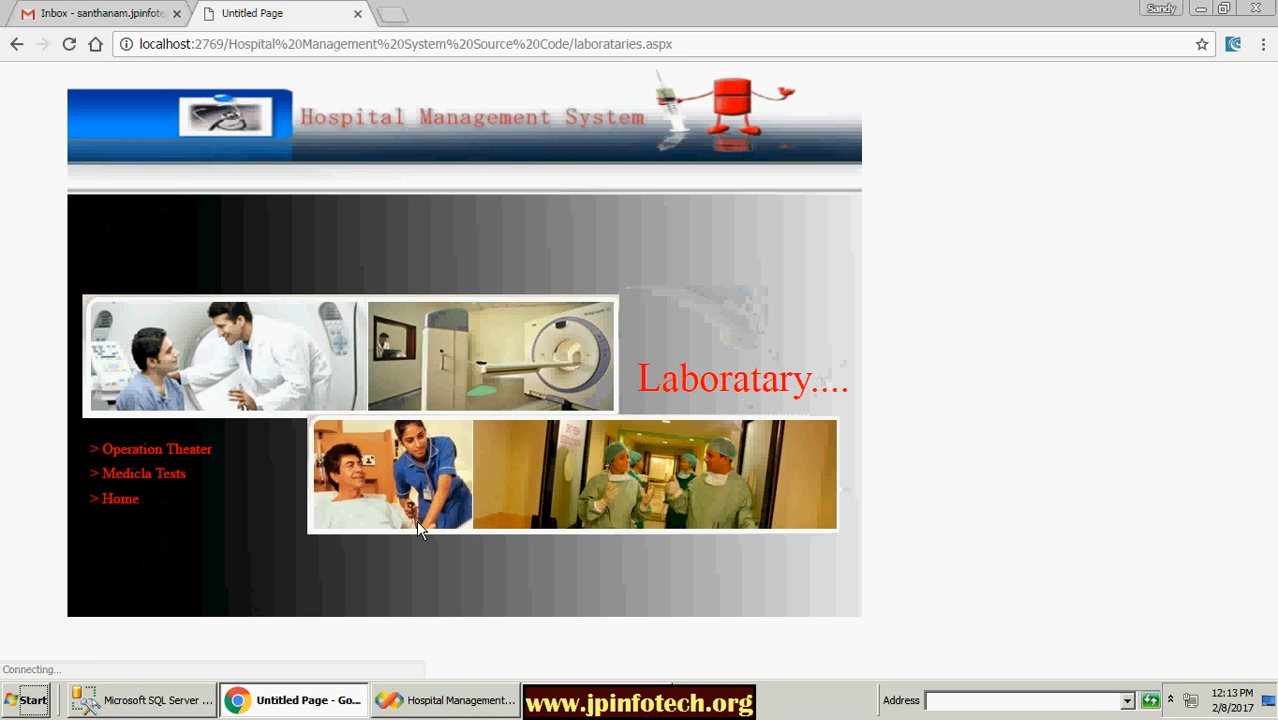 Inbox - santhanam.jpinfote
Untitled Page
Sandy
localhost:2769/Hospital%20Management%20System%20Source%20Code/laborataries.aspx
Hospital Management System
Laboratary....
> Operation Theater
> Medicla Tests
> Home
Connecting...
Start
Microsoft SQL Server ...
Untitled Page - Go...
Hospital Management...
www.jpinfotech.org
Address
12:13 PM
2/8/2017